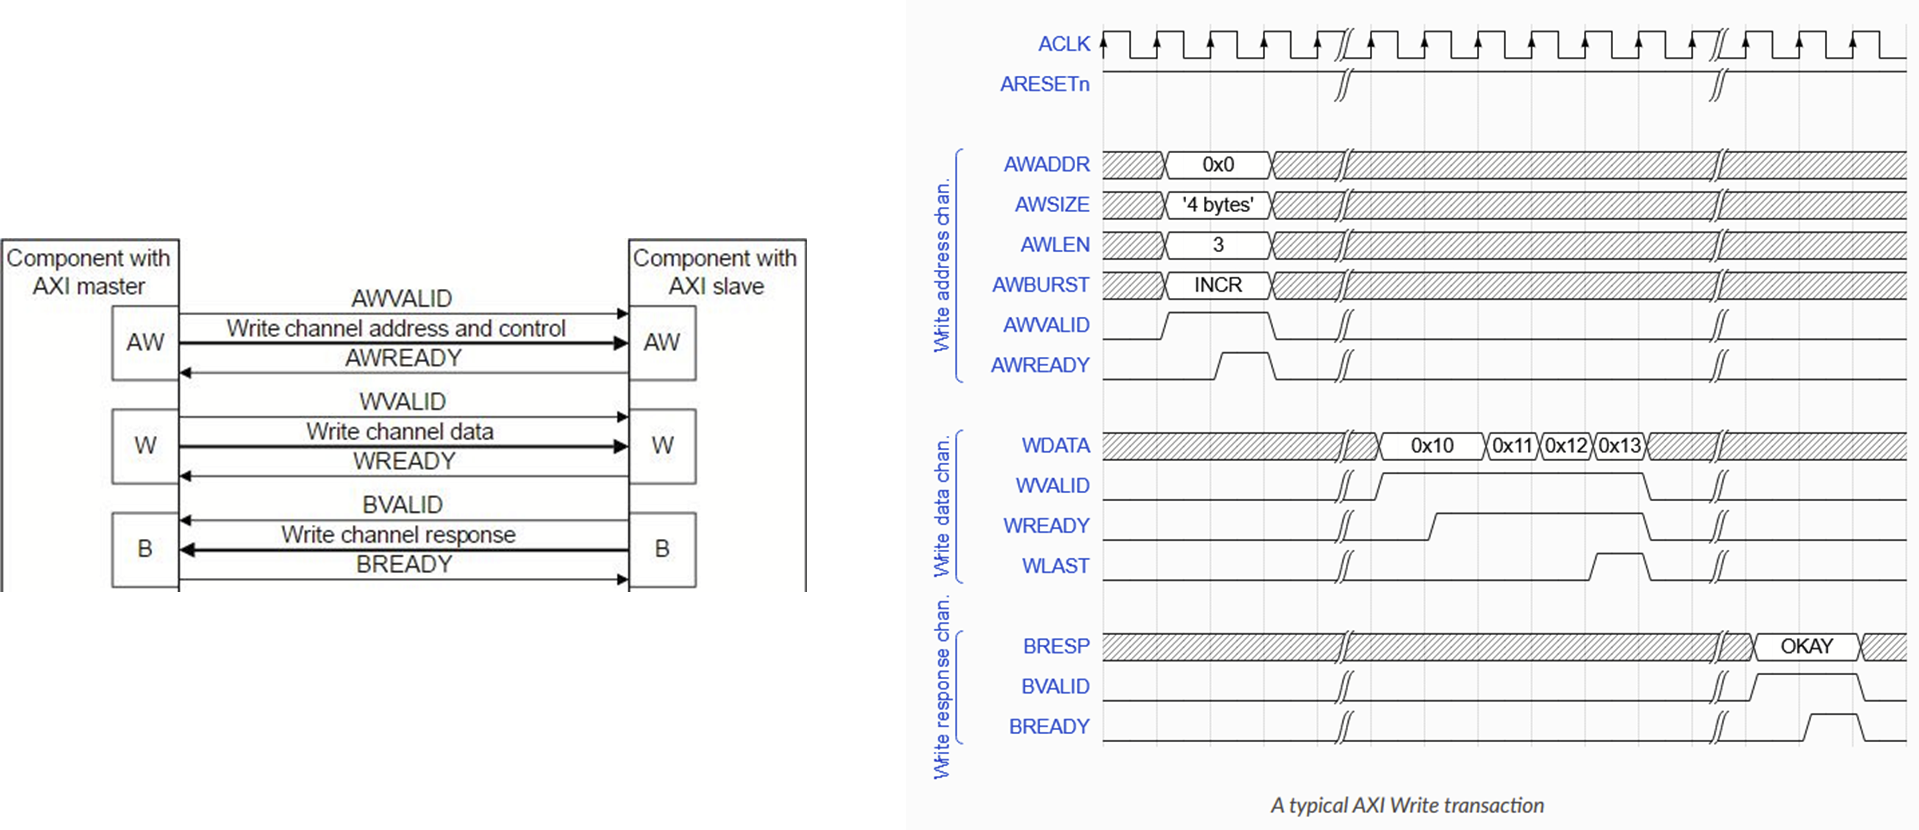 Component with
AXI master
Component with
AXI slave
AWVALID
AW
Write channel address and control
AW
AWREADY
WVALID
W
Write channel data
W
WREADY
BVALID
B
Write channel response
B
BREADY
ACLK
ARESETn
Write address chan.
AWADDR
0x0
AWSIZE
'4 bytes'
AWLEN
3
AWBURST
INCR
AWVALID
AWREADY
Write data chan.
WDATA
0x10
0x11
0x12
0x13
WVALID
WREADY
WLAST
Write response chan.
BRESP
OKAY
BVALID
BREADY
A typical AXI Write transaction